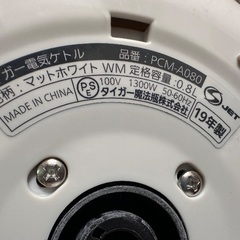 ガー電気ケトル 品番：PCM-A080
柄：マットホワイト WM 定格容量：0.8L
MADE IN CHINA PSE 100V 1300W 50-60Hz
タイガー魔法瓶株式会社
19年製
S JET